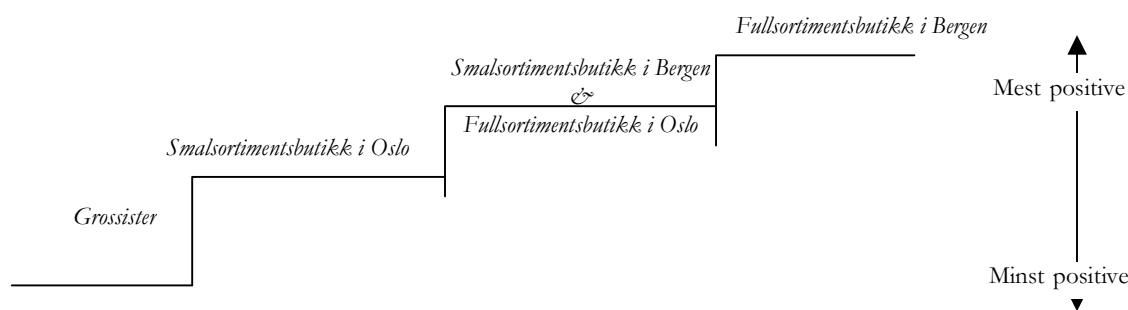 Fullsortimentsbutikk i Bergen
Smalsortimentsbutikk i Bergen
&
Fullsortimentsbutikk i Oslo
Mest positive
Smalsortimentsbutikk i Oslo
Grossister
Minst positive